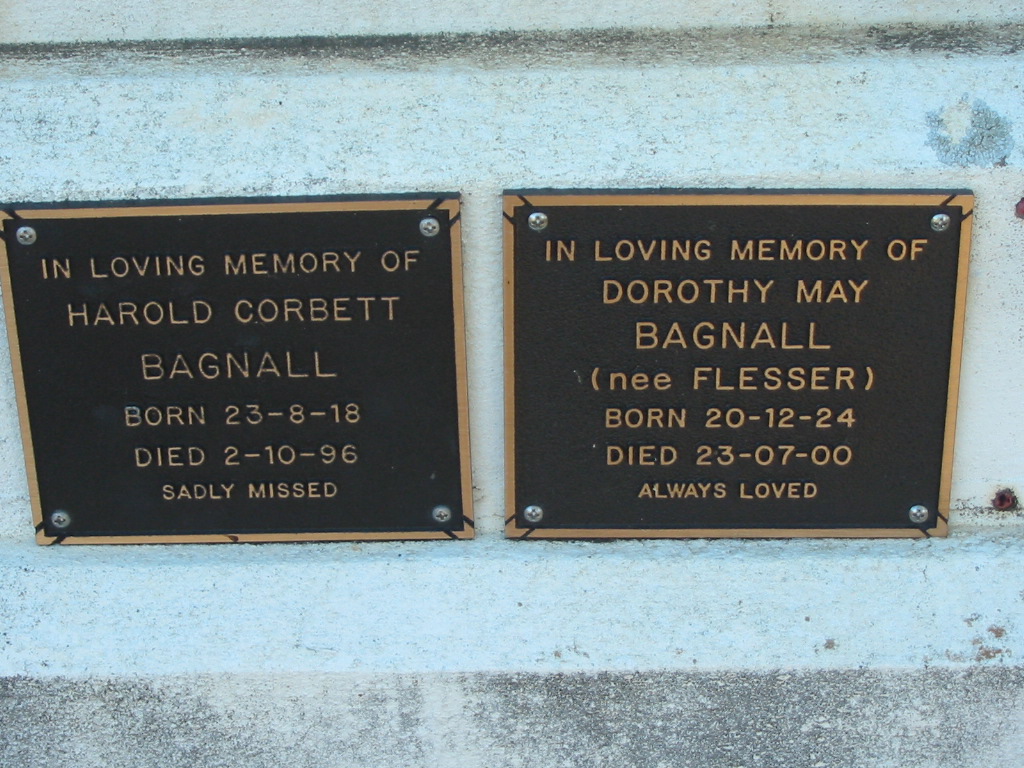 IN LOVING MEMORY OF
HAROLD CORBETT
BAGNALL
BORN 23-8-18
DIED 2-10-96
SADLY MISSED
IN LOVING MEMORY OF
DOROTHY MAY
BAGNALL
(nee FLESSER)
BORN 20-12-24
DIED 23-07-00
ALWAYS LOVED